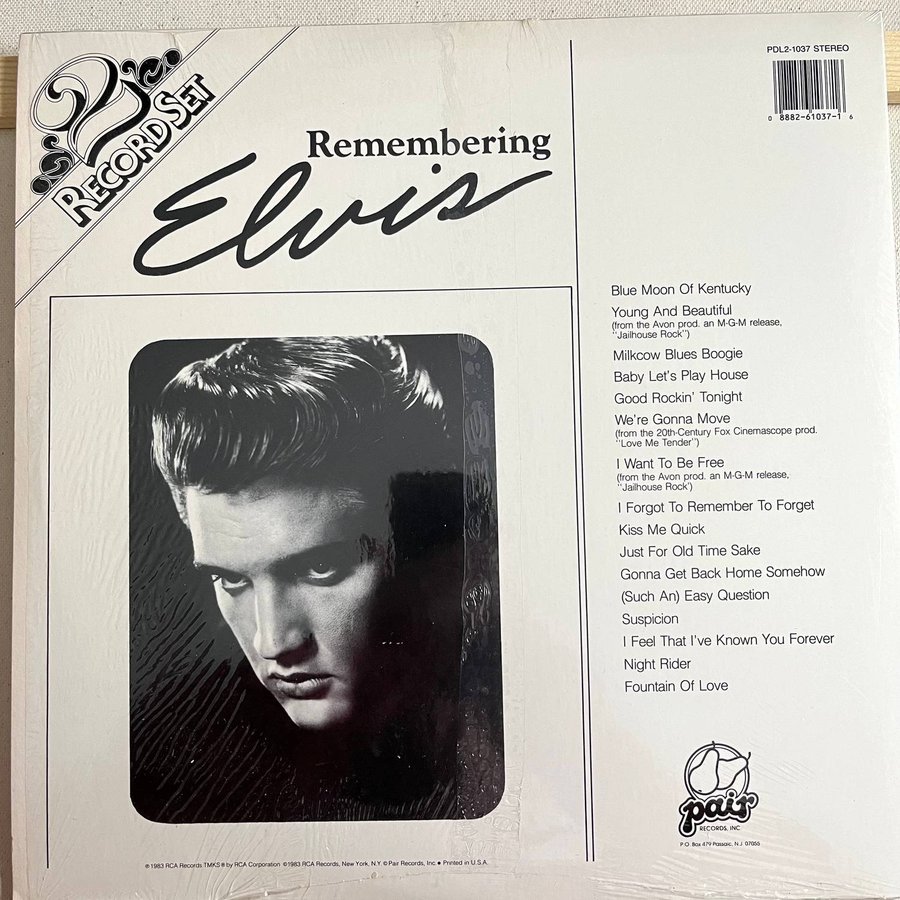 2
RECORD SET
Remembering
Elvis
PDL2-1037 STEREO
0 8882-61037-1 6
Blue Moon Of Kentucky
Young And Beautiful
(from the Avon prod. an M-G-M release,
"Jailhouse Rock")
Milkcow Blues Boogie
Baby Let's Play House
Good Rockin' Tonight
We're Gonna Move
(from the 20th-Century Fox Cinemascope prod.
"Love Me Tender")
I Want To Be Free
(from the Avon prod. an M-G-M release,
"Jailhouse Rock')
I Forgot To Remember To Forget
Kiss Me Quick
Just For Old Time Sake
Gonna Get Back Home Somehow
(Such An) Easy Question
Suspicion
I Feel That I've Known You Forever
Night Rider
Fountain Of Love
pair
RECORDS, INC.
P.O. Box 479 Passaic, N.J. 07055
℗1983 RCA Records TMKS ® by RCA Corporation ©1983 RCA Records, New York, N.Y. © Pair Records, Inc. ● Printed in U.S.A.